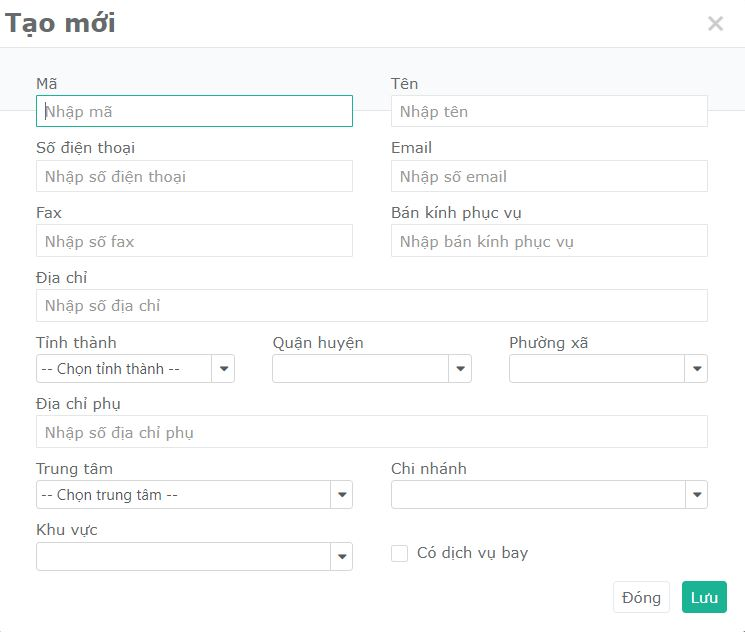 Tạo mới
Mã Tên
Nhập mã Nhập tên
Số điện thoại Email
Nhập số điện thoại Nhập số email
Fax Bán kính phục vụ
Nhập số fax Nhập bán kính phục vụ
Địa chỉ
Nhập số địa chỉ
Tỉnh thành Quận huyện Phường xã
-- Chọn tỉnh thành --
Địa chỉ phụ
Nhập số địa chỉ phụ
Trung tâm Chi nhánh
-- Chọn trung tâm --
Khu vực
Có dịch vụ bay
Đóng Lưu